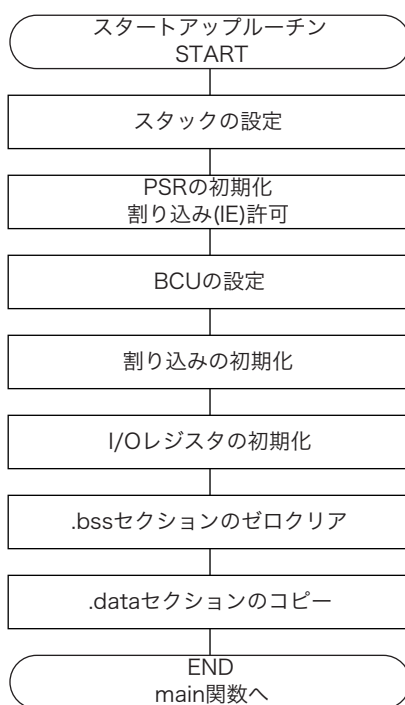 スタートアップルーチン
START
スタックの設定
PSRの初期化
割り込み(IE)許可
BCUの設定
割り込みの初期化
I/Oレジスタの初期化
.bssセクションのゼロクリア
.dataセクションのコピー
END
main関数へ